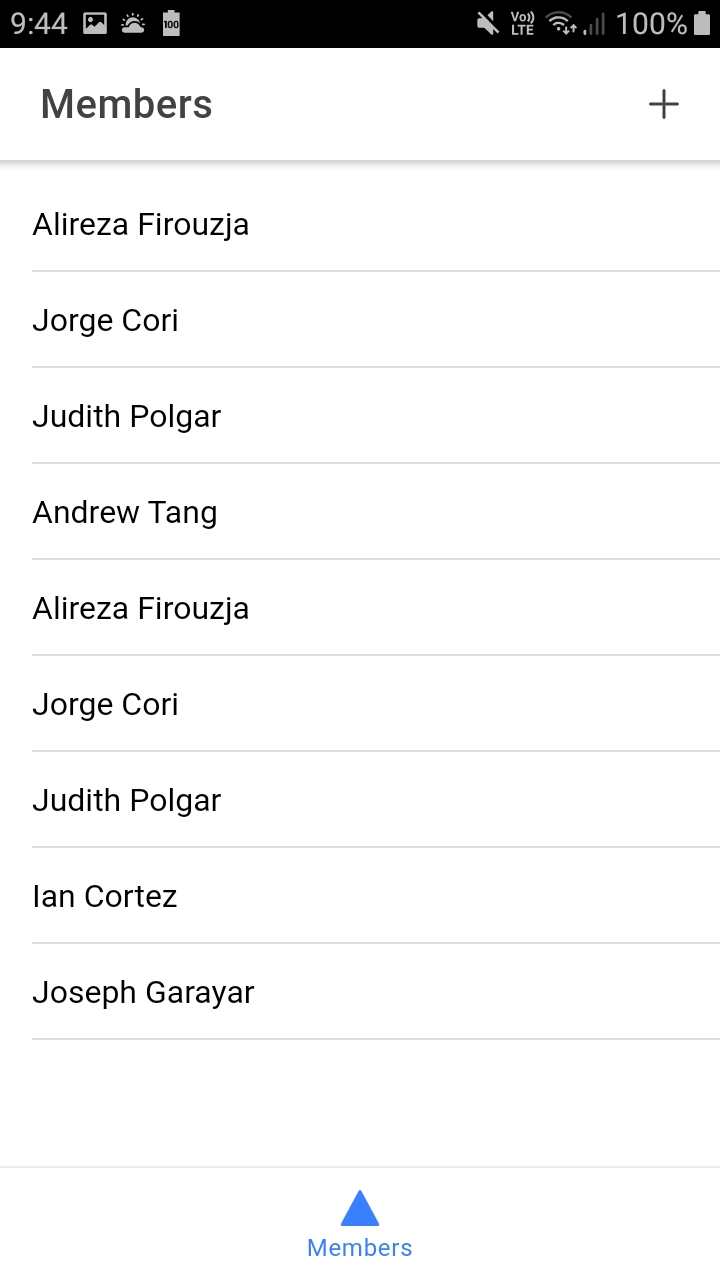 9:44 100 Vo)) LTE 100%
Members
Alireza Firouzja
Jorge Cori
Judith Polgar
Andrew Tang
Alireza Firouzja
Jorge Cori
Judith Polgar
Ian Cortez
Joseph Garayar
Members